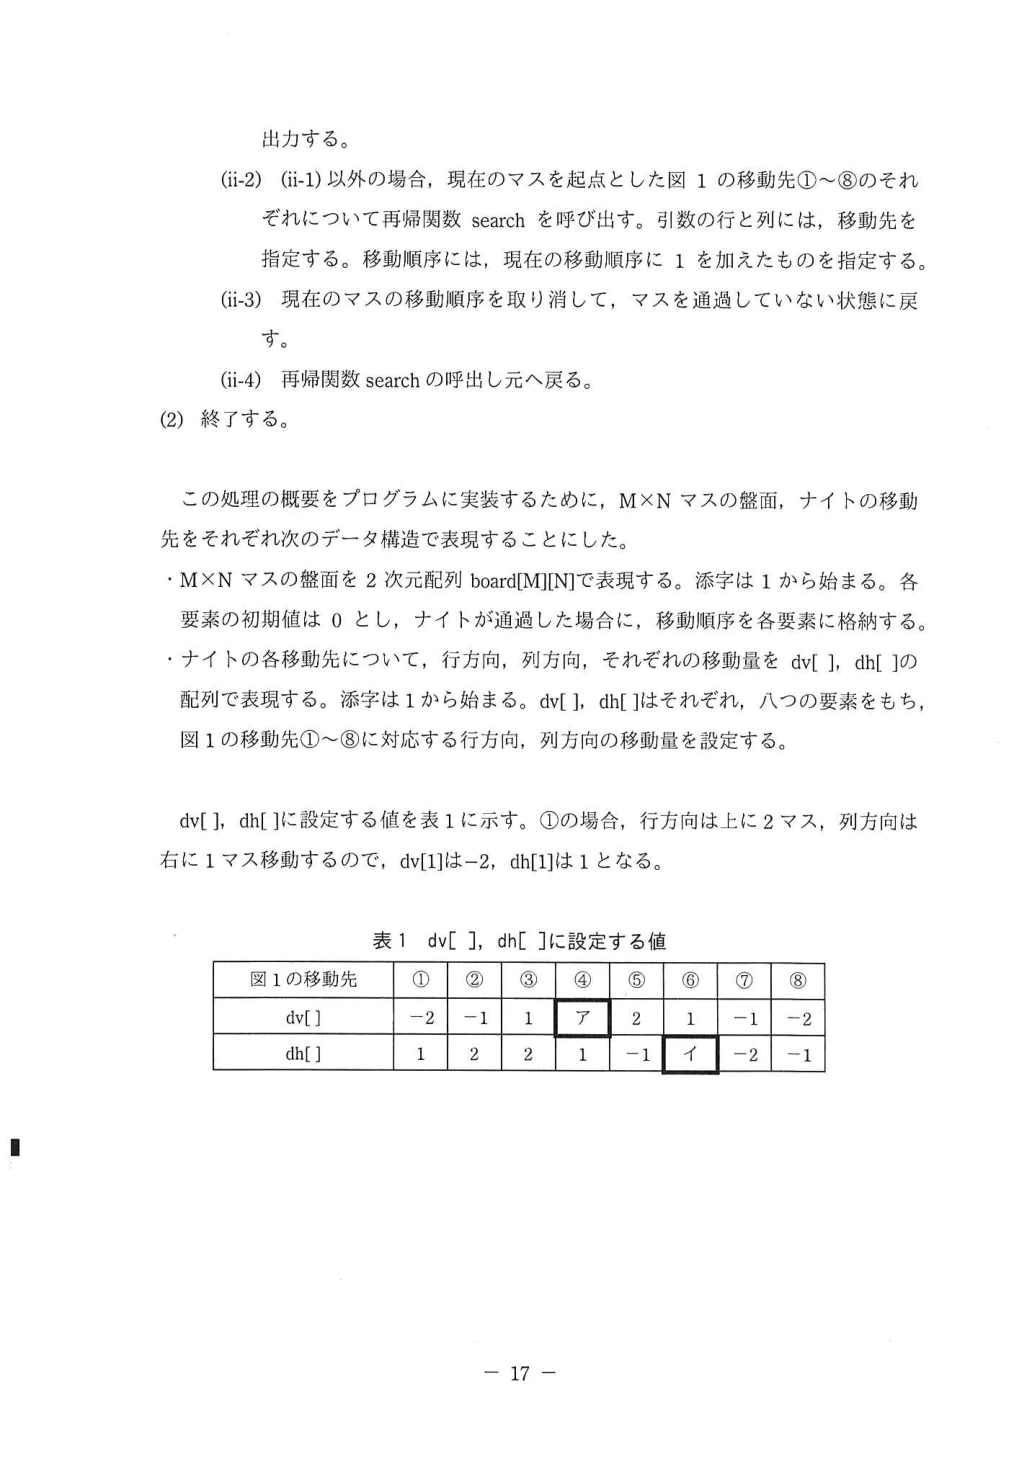 出力する。
(ii-2) (ii-1) 以外の場合，現在のマスを起点とした図 1 の移動先①～⑧のそれ
ぞれについて再帰関数 search を呼び出す。引数の行と列には，移動先を
指定する。移動順序には，現在の移動順序に 1 を加えたものを指定する。
(ii-3) 現在のマスの移動順序を取り消して，マスを通過していない状態に戻
す。
(ii-4) 再帰関数 search の呼出し元へ戻る。
(2) 終了する。
この処理の概要をプログラムに実装するために，M×N マスの盤面，ナイトの移動
先をそれぞれ次のデータ構造で表現することにした。
・M×N マスの盤面を 2 次元配列 board[M][N]で表現する。添字は 1 から始まる。各
要素の初期値は 0 とし，ナイトが通過した場合に，移動順序を各要素に格納する。
・ナイトの各移動先について，行方向，列方向，それぞれの移動量を dv[ ]，dh[ ]の
配列で表現する。添字は 1 から始まる。dv[ ]，dh[ ]はそれぞれ，八つの要素をもち，
図 1 の移動先①～⑧に対応する行方向，列方向の移動量を設定する。
dv[ ]，dh[ ]に設定する値を表 1 に示す。①の場合，行方向は上に 2 マス，列方向は
右に 1 マス移動するので，dv[1]は−2，dh[1]は 1 となる。
表 1 dv[ ]，dh[ ]に設定する値
図 1 の移動先 ① ② ③ ④ ⑤ ⑥ ⑦ ⑧
dv[ ] −2 −1 1 ア 2 1 −1 −2
dh[ ] 1 2 2 1 −1 イ −2 −1
− 17 −